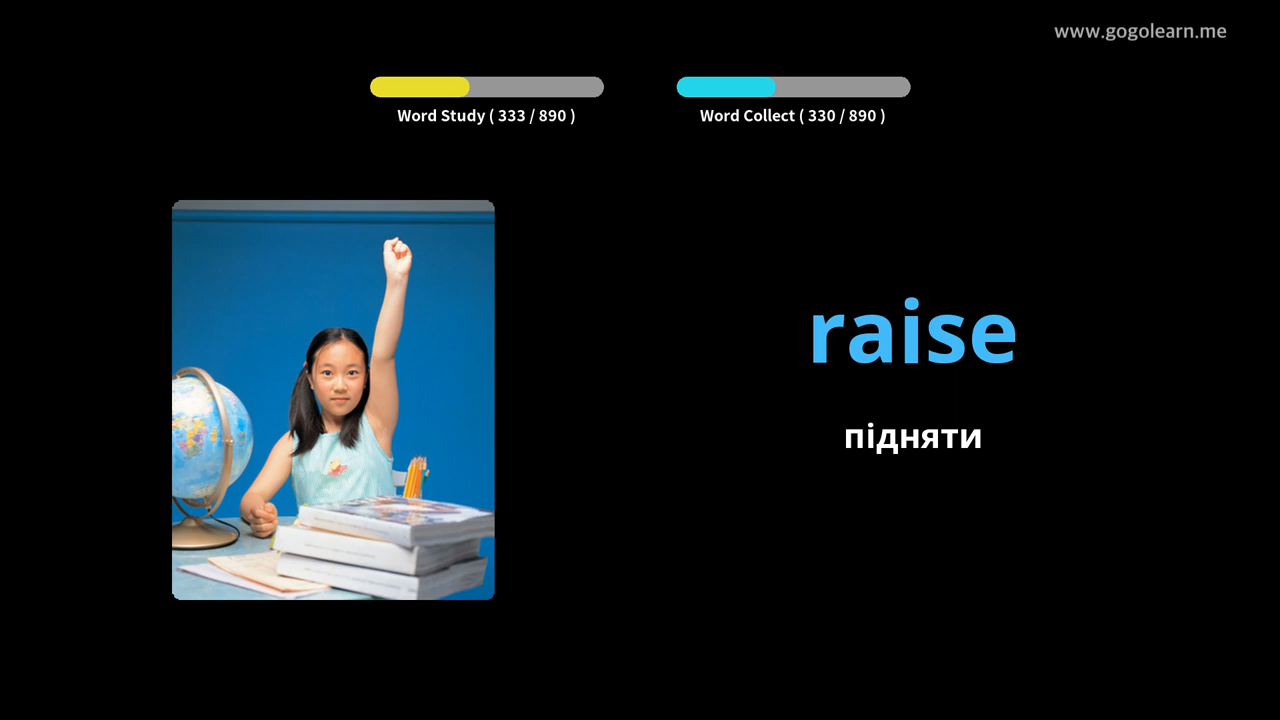 www.gogolearn.me
Word Study ( 333 / 890 )
Word Collect ( 330 / 890 )
raise
підняти